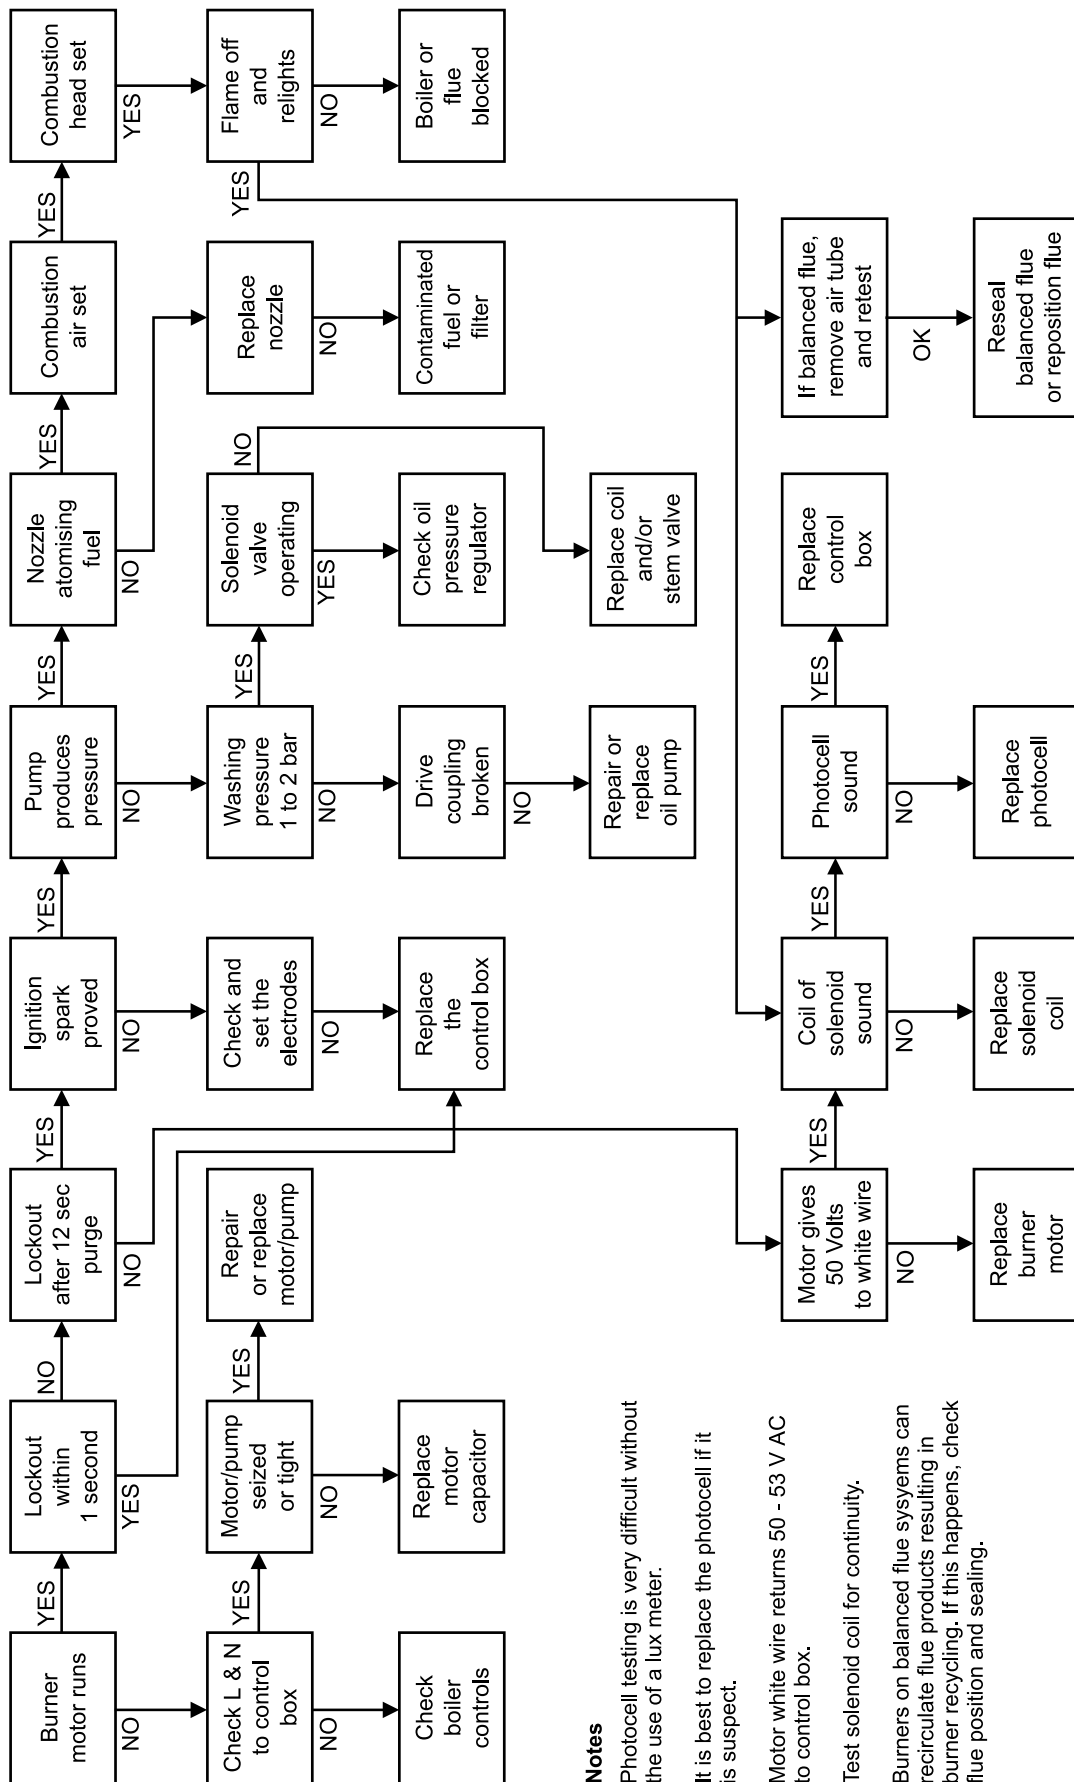 Burner
motor runs
YES
Lockout
within
1 second
NO
Lockout
after 12 sec
purge
YES
Ignition
spark
proved
YES
Pump
produces
pressure
YES
Nozzle
atomising
fuel
YES
Combustion
air set
YES
Combustion
head set
NO
YES
NO
NO
NO
NO
YES
Check L & N
to control
box
YES
Motor/pump
seized
or tight
YES
Repair
or replace
motor/pump
Check and
set the
electrodes
Washing
pressure
1 to 2 bar
YES
Solenoid
valve
operating
NO
Replace
nozzle
YES
Flame off
and
relights
NO
NO
NO
NO
YES
NO
NO
Check
boiler
controls
Replace
motor
capacitor
Replace
the
control box
Drive
coupling
broken
Check oil
pressure
regulator
Contaminated
fuel or
filter
Boiler or
flue
blocked
NO
Repair or
replace
oil pump
Replace coil
and/or
stem valve
Motor gives
50 Volts
to white wire
YES
Coil of
solenoid
sound
YES
Photocell
sound
YES
Replace
control
box
If balanced flue,
remove air tube
and retest
NO
NO
NO
OK
Replace
burner
motor
Replace
solenoid
coil
Replace
photocell
Reseal
balanced flue
or reposition flue
Notes
Photocell testing is very difficult without
the use of a lux meter.
It is best to replace the photocell if it
is suspect.
Motor white wire returns 50 - 53 V AC
to control box.
Test solenoid coil for continuity.
Burners on balanced flue sysyems can
recirculate flue products resulting in
burner recycling. If this happens, check
flue position and sealing.